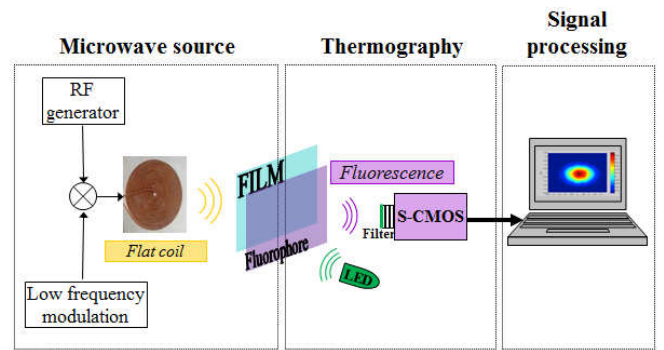 Signal
processing
Microwave source
Thermography
RF
generator
FILM
Fluorophore
Fluorescence
S-CMOS
Filter
LED
Flat coil
Low frequency
modulation